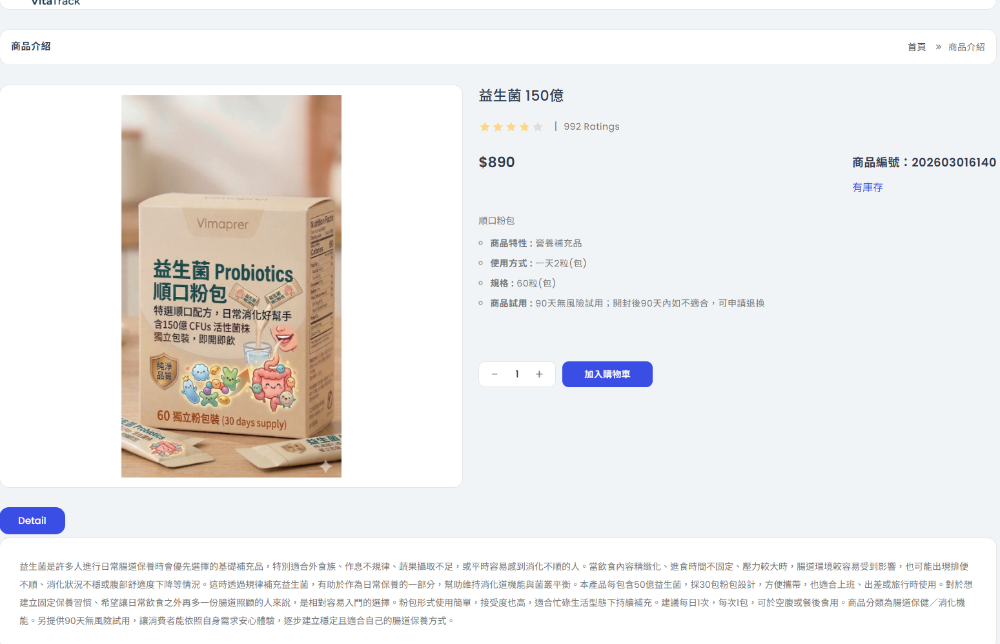 VitaTrack
商品介紹
首頁 » 商品介紹
益生菌 150億
| 992 Ratings
$890
商品編號：202603016140
有庫存
順口粉包
商品特性 : 營養補充品
使用方式 : 一天2粒(包)
規格 : 60粒(包)
商品試用 : 90天無風險試用；開封後90天內如不適合，可申請退換
− 1 +
加入購物車
Vimaprer
Vimaprer
益生菌 Probiotics
順口粉包
特選順口配方，日常消化好幫手
含150億 CFUs 活性菌株
獨立包裝，即開即飲
純淨
品質
60 獨立粉包裝 (30 days supply)
Nutrition Facts
Calories 60
益生菌
順口粉包
益生菌
順口粉包
Probiotics
益生菌
Detail
益生菌是許多人進行日常腸道保養時會優先選擇的基礎補充品，特別適合外食族、作息不規律、蔬果攝取不足，或平時容易感到消化不順的人。當飲食內容精緻化、進食時間不固定、壓力較大時，腸道環境較容易受到影響，也可能出現排便
不順、消化狀況不穩或腹部舒適度下降等情況。這時透過規律補充益生菌，有助於作為日常保養的一部分，幫助維持消化道機能與菌叢平衡。本產品每包含50億益生菌，採30包粉包設計，方便攜帶，也適合上班、出差或旅行時使用。對於想
建立固定保養習慣、希望讓日常飲食之外再多一份腸道照顧的人來說，是相對容易入門的選擇。粉包形式使用簡單，接受度也高，適合忙碌生活型態下持續補充。建議每日1次，每次1包，可於空腹或餐後食用。商品分類為腸道保健／消化機
能。另提供90天無風險試用，讓消費者能依照自身需求安心體驗，逐步建立穩定且適合自己的腸道保養方式。